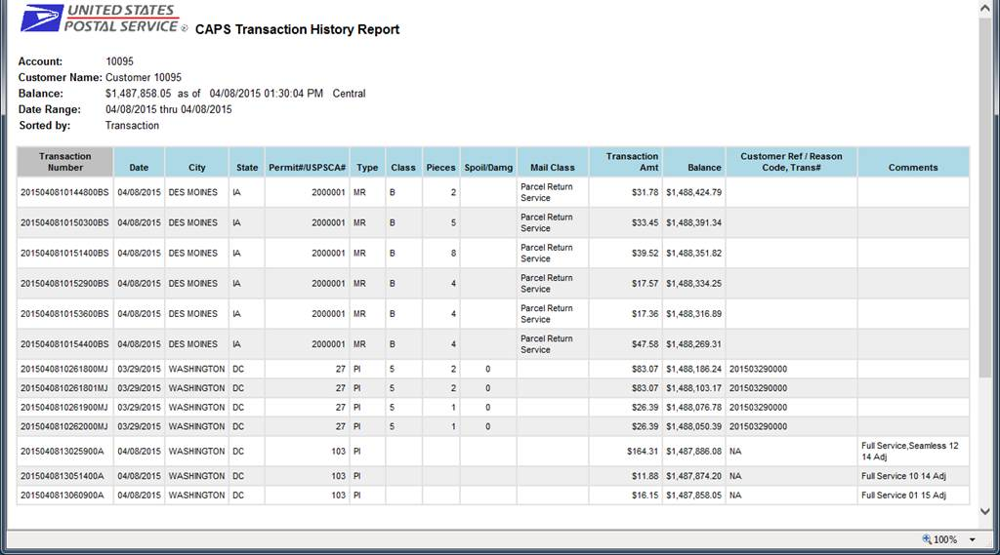 UNITED STATES
POSTAL SERVICE ® CAPS Transaction History Report
Account: 10095
Customer Name: Customer 10095
Balance: $1,487,858.05 as of 04/08/2015 01:30:04 PM Central
Date Range: 04/08/2015 thru 04/08/2015
Sorted by: Transaction
Transaction Number Date City State Permit#/USPSCA# Type Class Pieces Spoil/Damg Mail Class Transaction Amt Balance Customer Ref / Reason Code, Trans# Comments
2015040810144800BS 04/08/2015 DES MOINES IA 2000001 MR B 2 Parcel Return Service $31.78 $1,488,424.79
2015040810150300BS 04/08/2015 DES MOINES IA 2000001 MR B 5 Parcel Return Service $33.45 $1,488,391.34
2015040810151400BS 04/08/2015 DES MOINES IA 2000001 MR B 8 Parcel Return Service $39.52 $1,488,351.82
2015040810152900BS 04/08/2015 DES MOINES IA 2000001 MR B 4 Parcel Return Service $17.57 $1,488,334.25
2015040810153600BS 04/08/2015 DES MOINES IA 2000001 MR B 4 Parcel Return Service $17.36 $1,488,316.89
2015040810154400BS 04/08/2015 DES MOINES IA 2000001 MR B 4 Parcel Return Service $47.58 $1,488,269.31
2015040810261800MJ 03/29/2015 WASHINGTON DC 27 PI 5 2 0 $83.07 $1,488,186.24 201503290000
2015040810261801MJ 03/29/2015 WASHINGTON DC 27 PI 5 2 0 $83.07 $1,488,103.17 201503290000
2015040810261900MJ 03/29/2015 WASHINGTON DC 27 PI 5 1 0 $26.39 $1,488,076.78 201503290000
2015040810262000MJ 03/29/2015 WASHINGTON DC 27 PI 5 1 0 $26.39 $1,488,050.39 201503290000
2015040813025900A 04/08/2015 WASHINGTON DC 103 PI $164.31 $1,487,886.08 NA Full Service,Seamless 12 14 Adj
2015040813051400A 04/08/2015 WASHINGTON DC 103 PI $11.88 $1,487,874.20 NA Full Service 10 14 Adj
2015040813060900A 04/08/2015 WASHINGTON DC 103 PI $16.15 $1,487,858.05 NA Full Service 01 15 Adj
100%